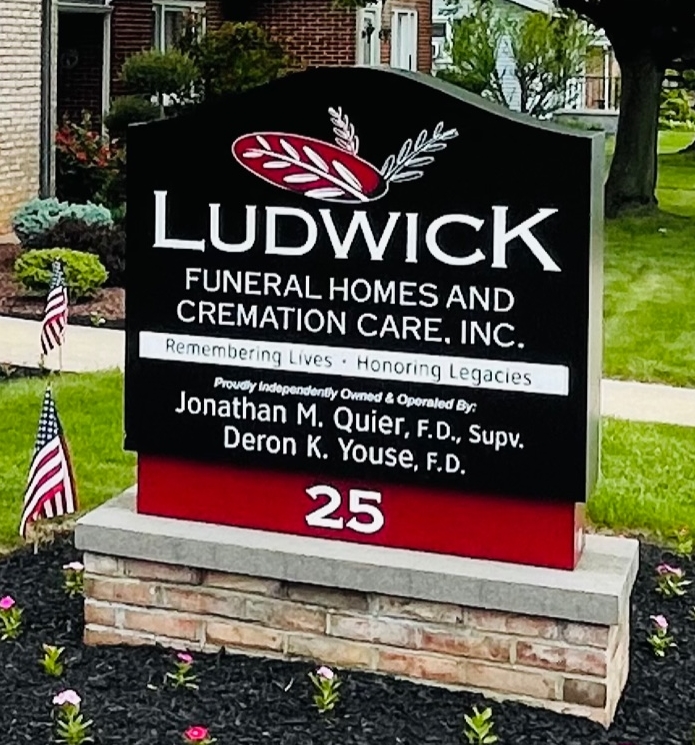 LUDWICK
FUNERAL HOMES AND
CREMATION CARE, INC.
Remembering Lives · Honoring Legacies
Proudly Independently Owned & Operated By:
Jonathan M. Quier, F.D., Supv.
Deron K. Youse, F.D.
25